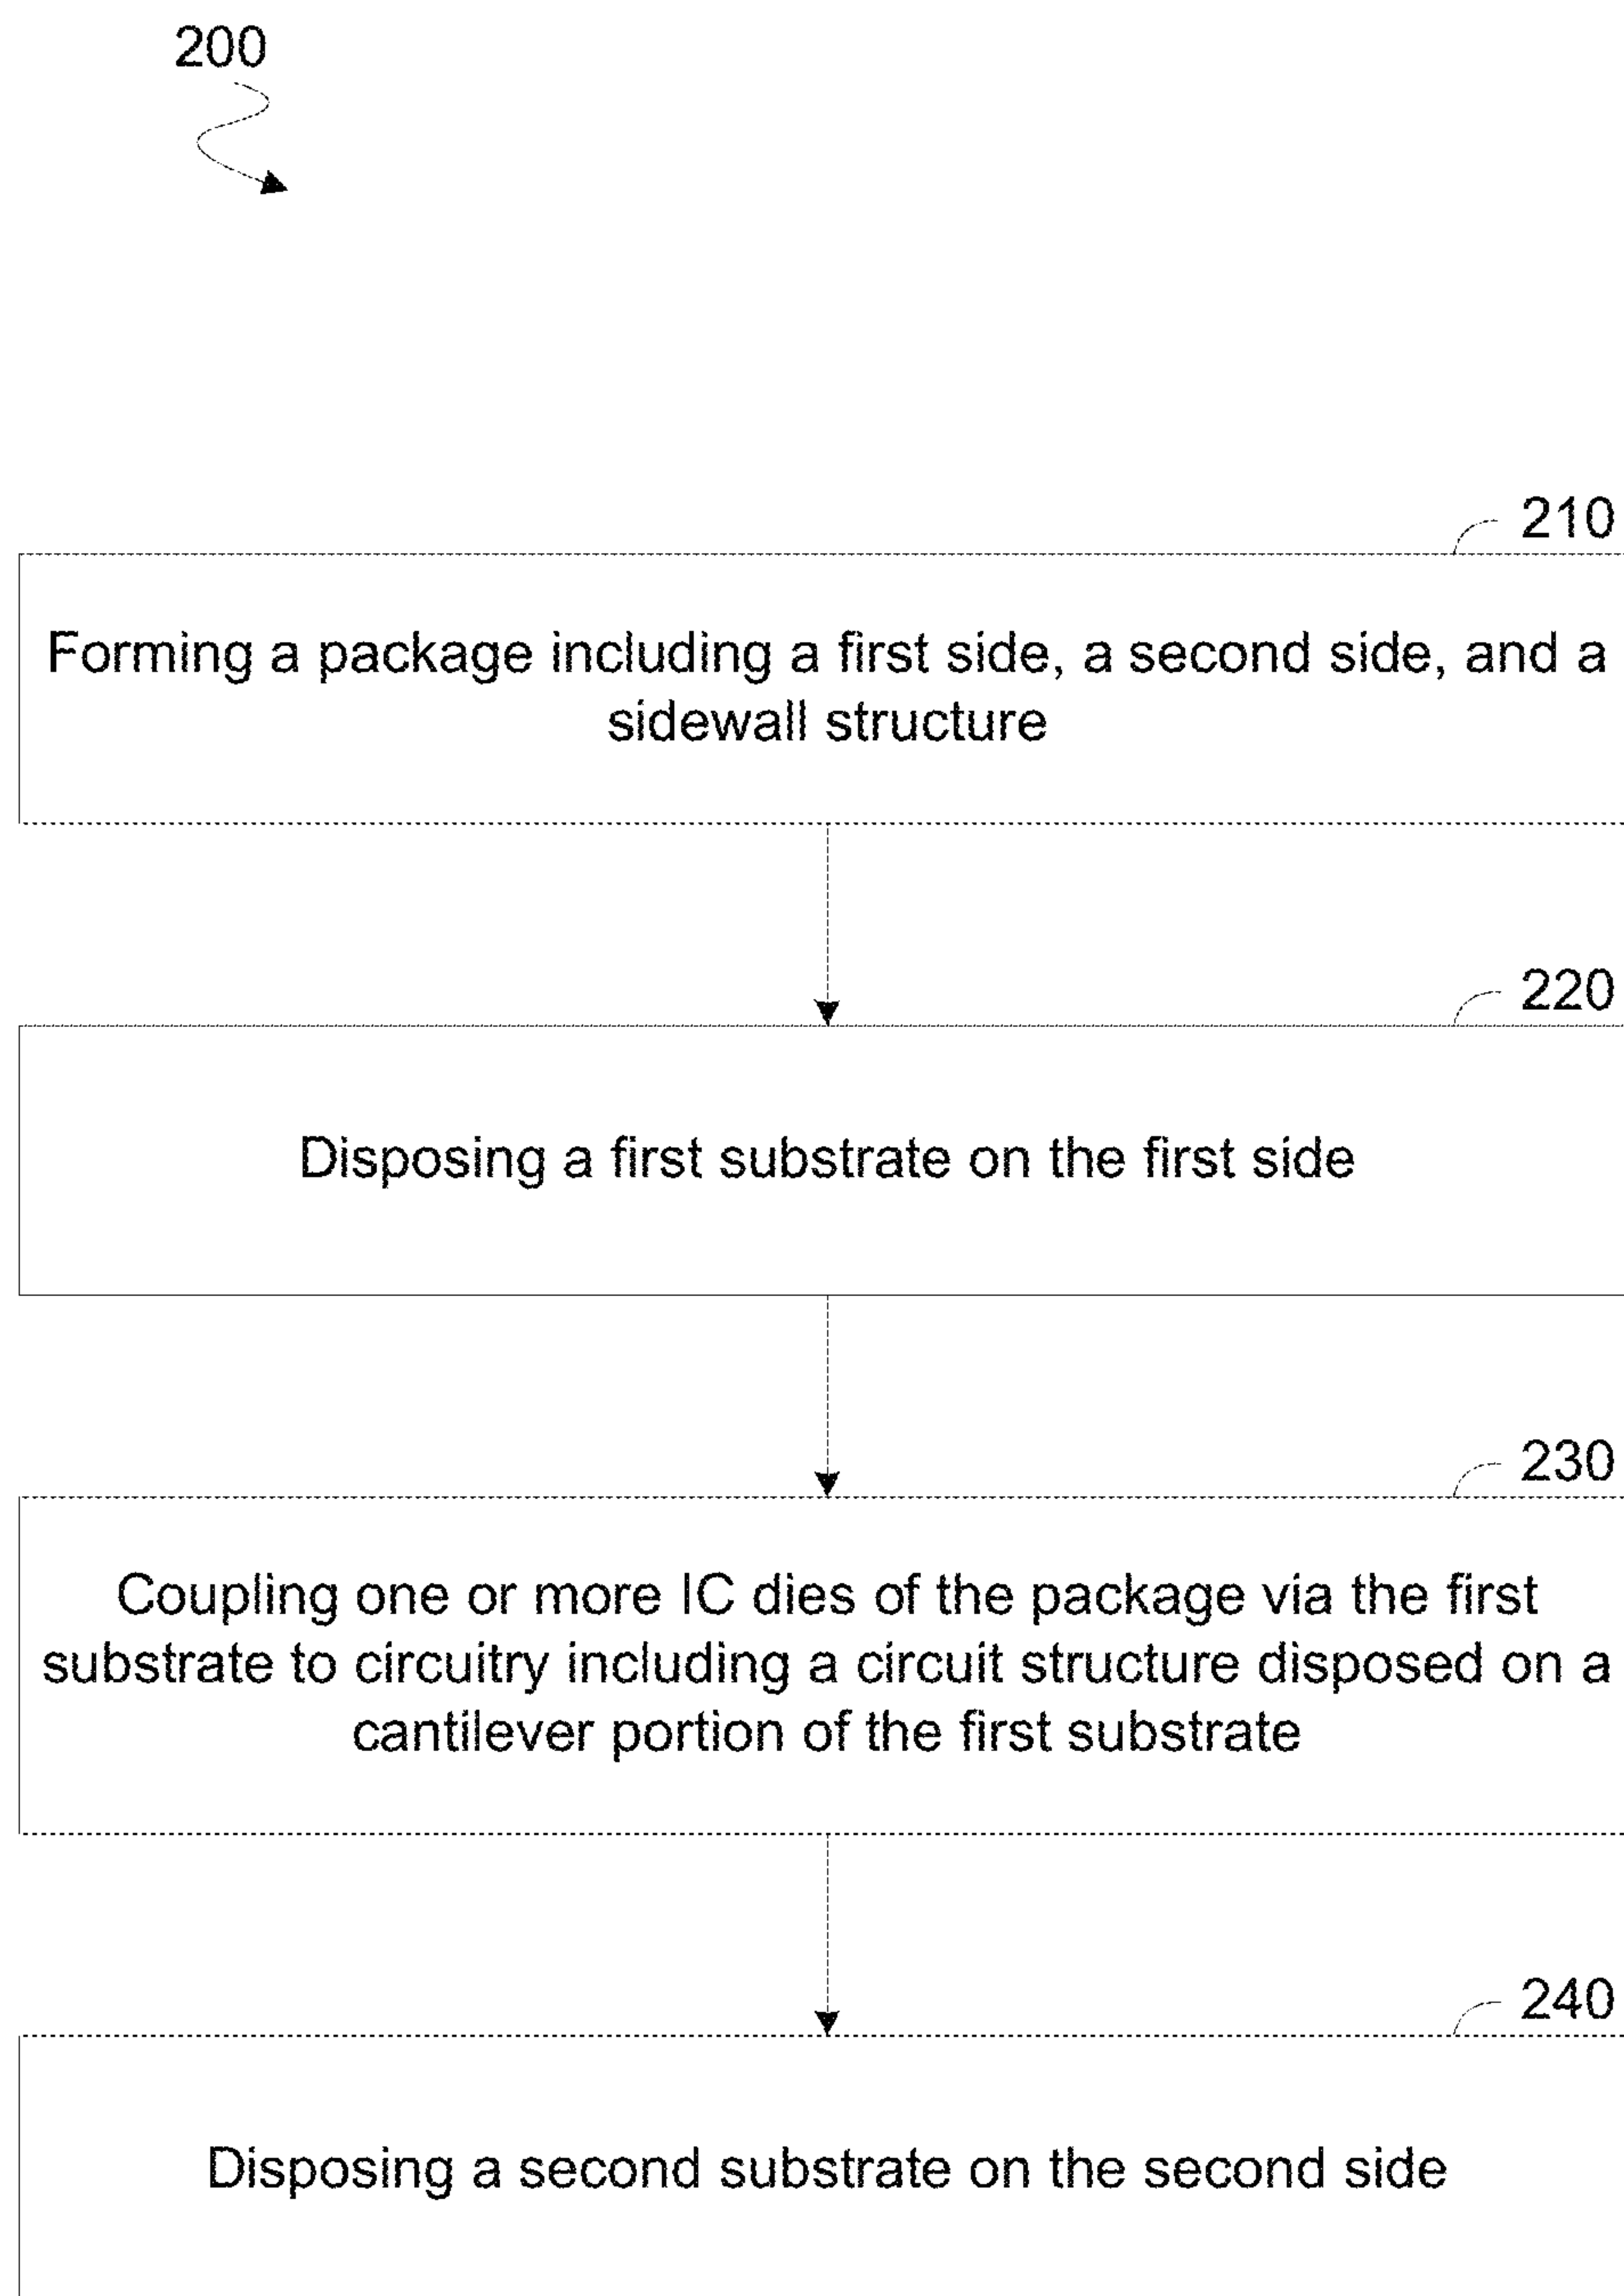 200
210
Forming a package including a first side, a second side, and a
sidewall structure
220
Disposing a first substrate on the first side
230
Coupling one or more IC dies of the package via the first
substrate to circuitry including a circuit structure disposed on a
cantilever portion of the first substrate
240
Disposing a second substrate on the second side